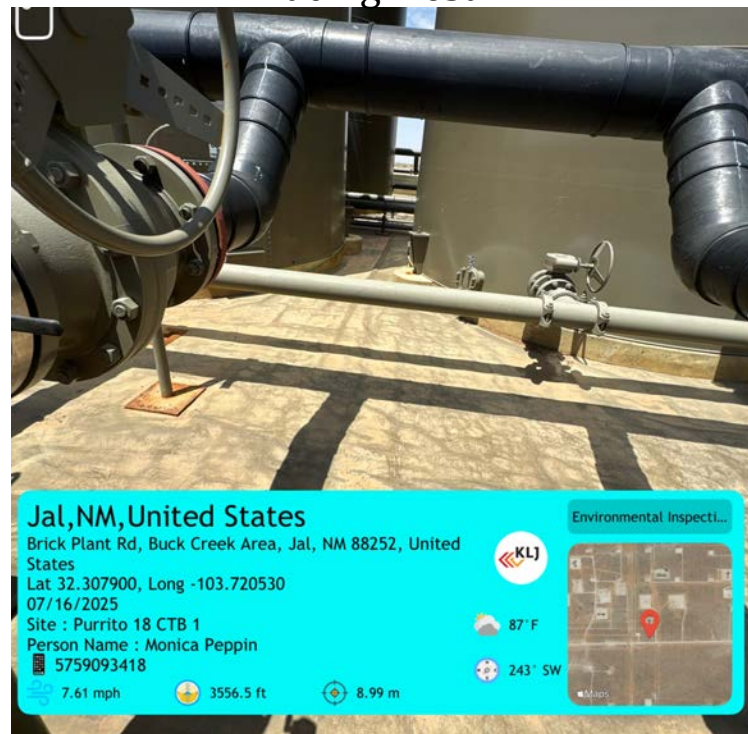 Jal,NM,United States
Environmental Inspecti...
Brick Plant Rd, Buck Creek Area, Jal, NM 88252, United
States
KLJ
Lat 32.307900, Long -103.720530
07/16/2025
Site : Purrito 18 CTB 1
87°F
Person Name : Monica Peppin
5759093418
243° SW
7.61 mph
3556.5 ft
8.99 m
Maps